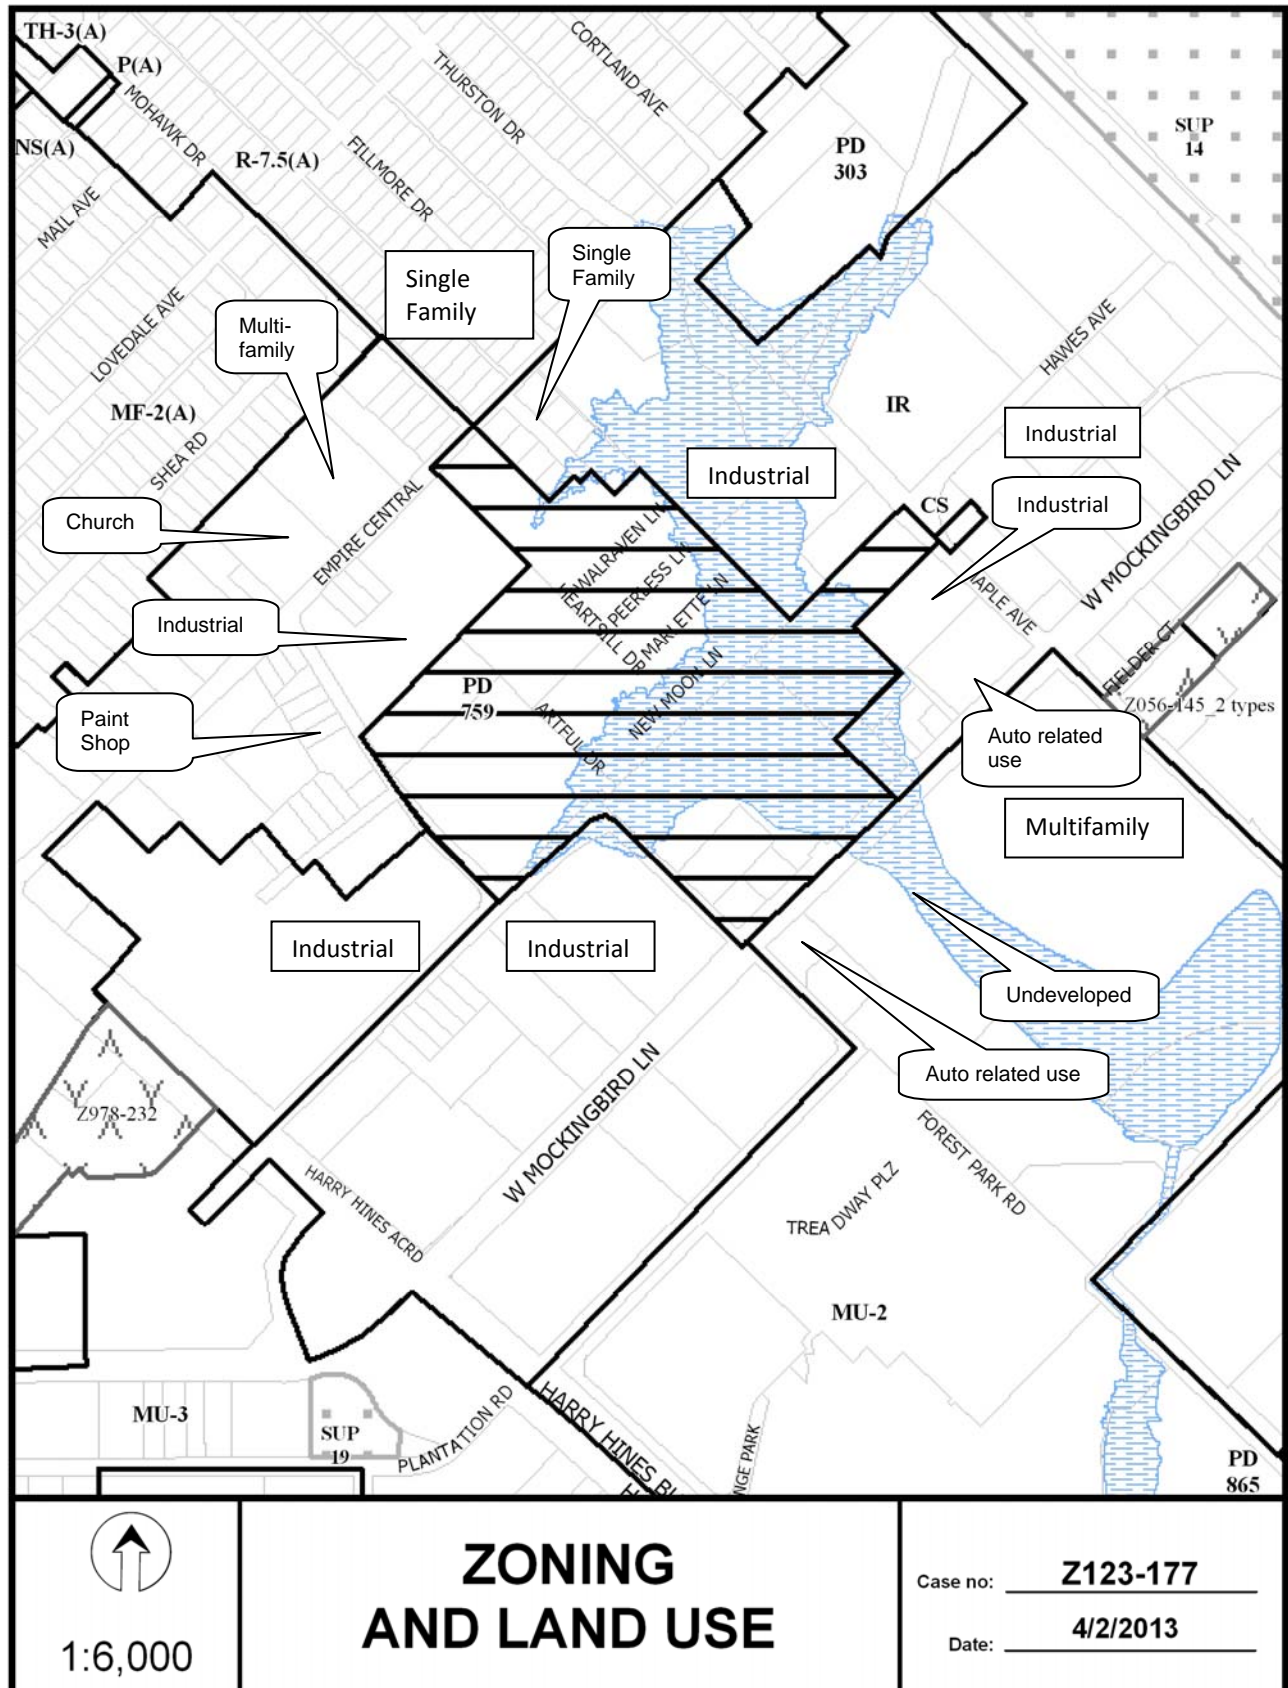 TH-3(A)
P(A)
NS(A)
MOHAWK DR
R-7.5(A)
MAIL AVE
THURSTON DR
CORTLAND AVE
FILLMORE DR
PD
303
SUP
14
Single
Family
Single
Family
Multi-
family
LOVEDALE AVE
MF-2(A)
SHEA RD
HAWES AVE
IR
Industrial
Industrial
Industrial
CS
W MOCKINGBIRD LN
Church
EMPIRE CENTRAL
WALRAVEN LN
PEERLESS LN
HEARTSILL DR
MARLETTE LN
MAPLE AVE
Industrial
FIELDER CT
Z056-145_2 types
PD
759
NEW MOON LN
ARTFUL DR
Paint
Shop
Auto related
use
Multifamily
Industrial
Industrial
Undeveloped
Auto related use
Z978-232
W MOCKINGBIRD LN
HARRY HINES ACRD
FOREST PARK RD
TREA DWAY PLZ
MU-2
MU-3
SUP
19
PLANTATION RD
HARRY HINES BL
NGE PARK
PD
865
1:6,000
ZONING
AND LAND USE
Case no: Z123-177
Date: 4/2/2013